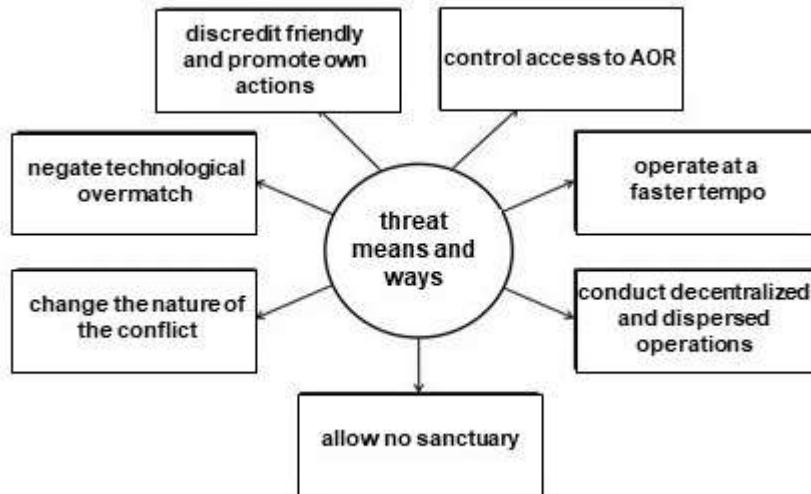 discredit friendly
and promote own
actions
control access to AOR
negate technological
overmatch
operate at a
faster tempo
threat
means and
ways
change the nature of
the conflict
conduct decentralized
and dispersed
operations
allow no sanctuary